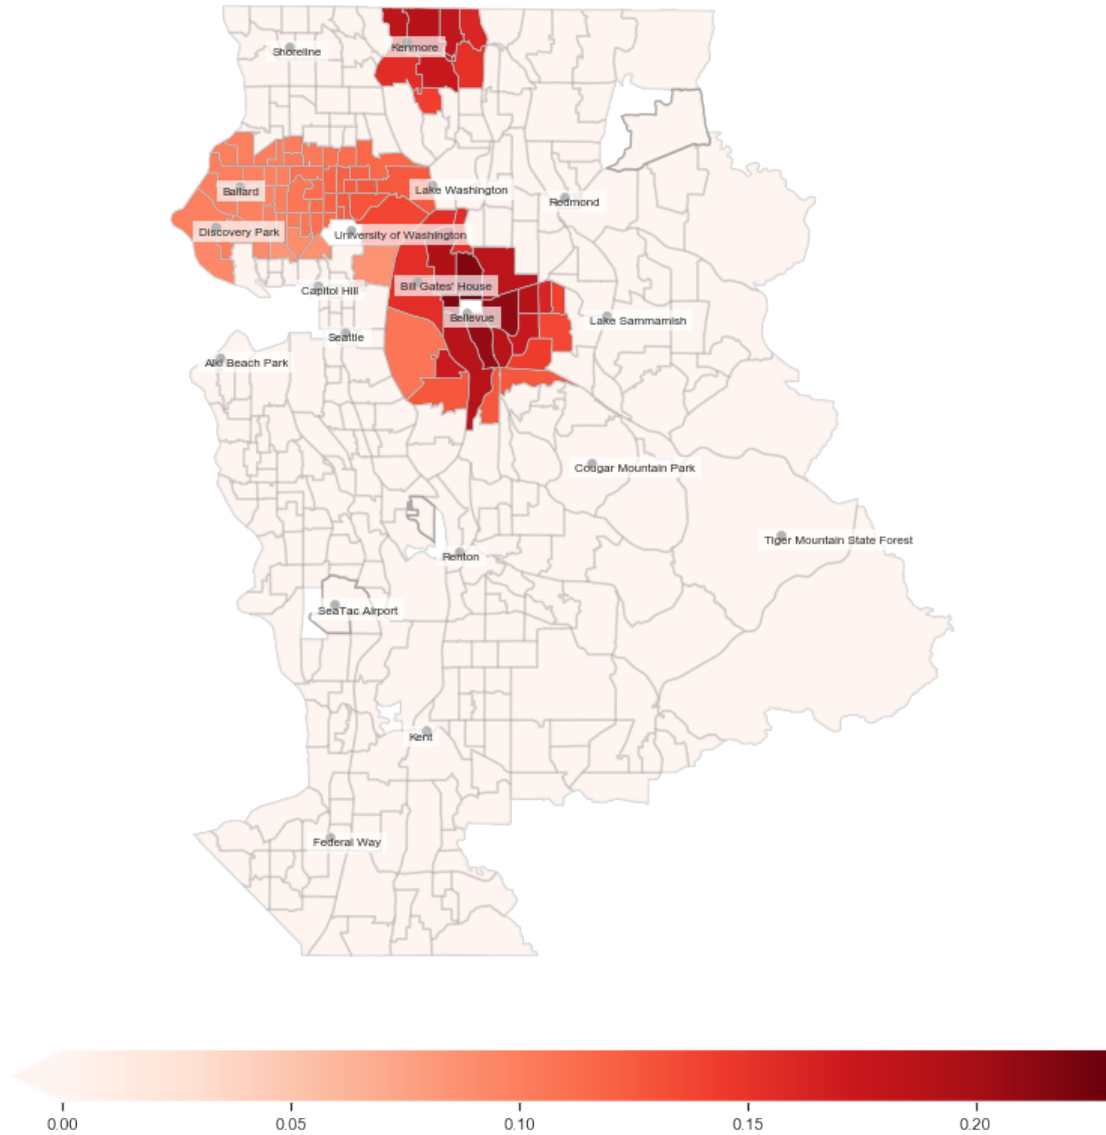 Kenmore
Shoreline
Ballard
Lake Washington
Redmond
Discovery Park
University of Washington
Bill Gates' House
Capitol Hill
Bellevue
Lake Sammamish
Seattle
Alki Beach Park
Cougar Mountain Park
Tiger Mountain State Forest
Renton
SeaTac Airport
Kent
Federal Way
0.00 0.05 0.10 0.15 0.20